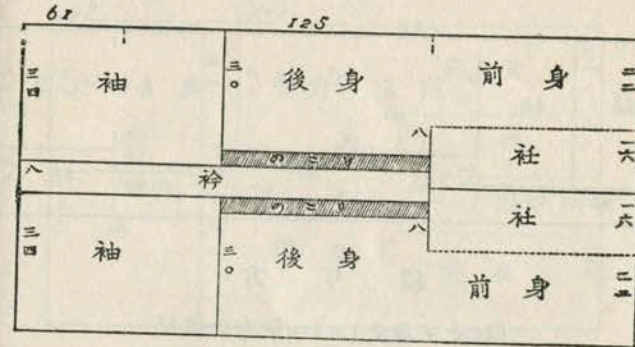 61 125
三四 袖 三〇 後身 前身 二二
八 衽 一六
のこり
八 衿
のこり
八 衽 一六
三四 袖 三〇 後身 前身 二二